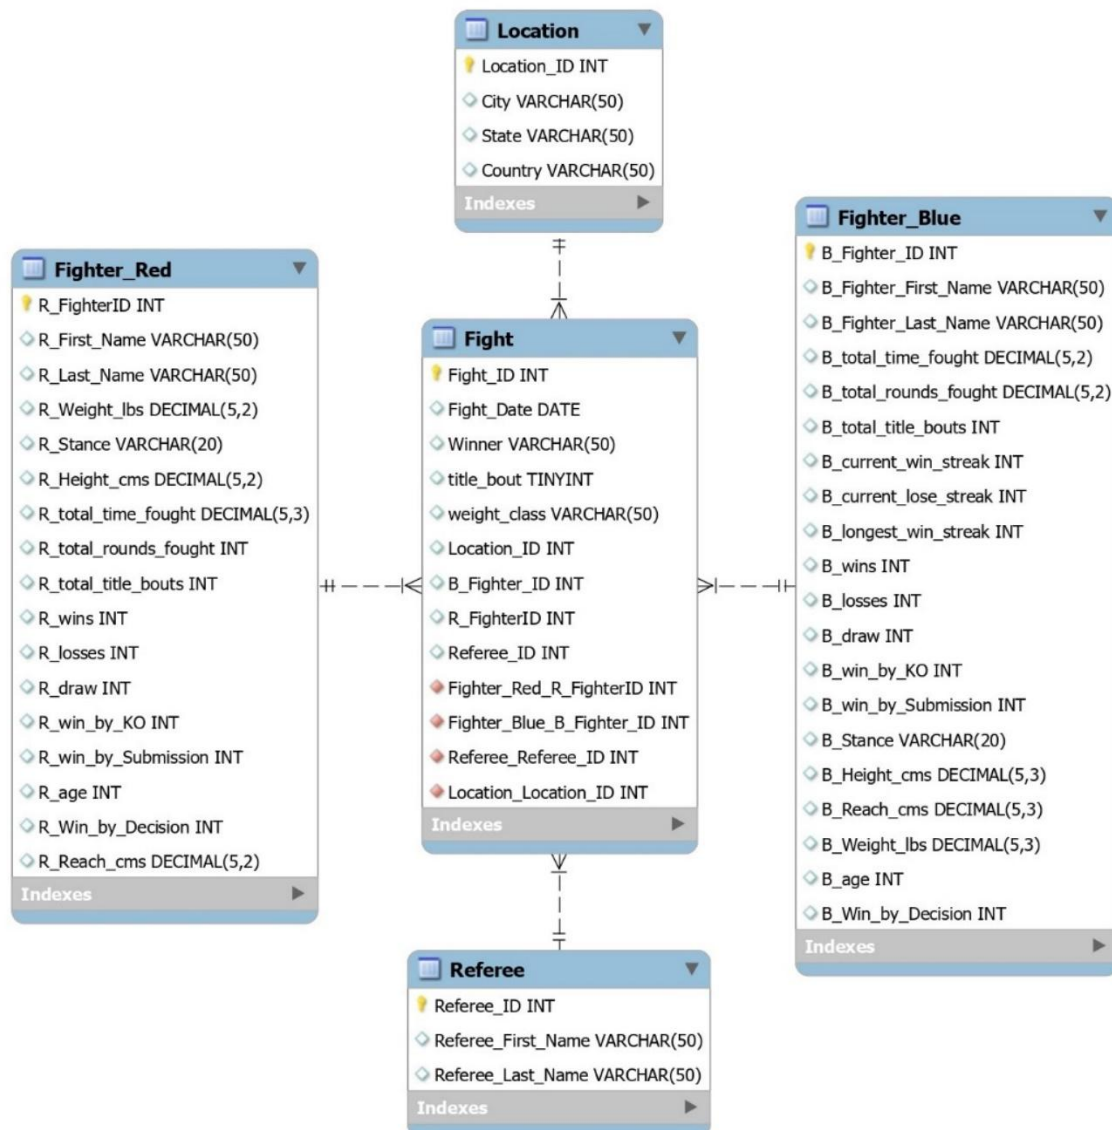 Location
Location_ID INT
City VARCHAR(50)
State VARCHAR(50)
Country VARCHAR(50)
Indexes
Fighter_Red
R_FighterID INT
R_First_Name VARCHAR(50)
R_Last_Name VARCHAR(50)
R_Weight_lbs DECIMAL(5,2)
R_Stance VARCHAR(20)
R_Height_cms DECIMAL(5,2)
R_total_time_fought DECIMAL(5,3)
R_total_rounds_fought INT
R_total_title_bouts INT
R_wins INT
R_losses INT
R_draw INT
R_win_by_KO INT
R_win_by_Submission INT
R_age INT
R_Win_by_Decision INT
R_Reach_cms DECIMAL(5,2)
Indexes
Fight
Fight_ID INT
Fight_Date DATE
Winner VARCHAR(50)
title_bout TINYINT
weight_class VARCHAR(50)
Location_ID INT
B_Fighter_ID INT
R_FighterID INT
Referee_ID INT
Fighter_Red_R_FighterID INT
Fighter_Blue_B_Fighter_ID INT
Referee_Referee_ID INT
Location_Location_ID INT
Indexes
Fighter_Blue
B_Fighter_ID INT
B_Fighter_First_Name VARCHAR(50)
B_Fighter_Last_Name VARCHAR(50)
B_total_time_fought DECIMAL(5,2)
B_total_rounds_fought DECIMAL(5,2)
B_total_title_bouts INT
B_current_win_streak INT
B_current_lose_streak INT
B_longest_win_streak INT
B_wins INT
B_losses INT
B_draw INT
B_win_by_KO INT
B_win_by_Submission INT
B_Stance VARCHAR(20)
B_Height_cms DECIMAL(5,3)
B_Reach_cms DECIMAL(5,3)
B_Weight_lbs DECIMAL(5,3)
B_age INT
B_Win_by_Decision INT
Indexes
Referee
Referee_ID INT
Referee_First_Name VARCHAR(50)
Referee_Last_Name VARCHAR(50)
Indexes